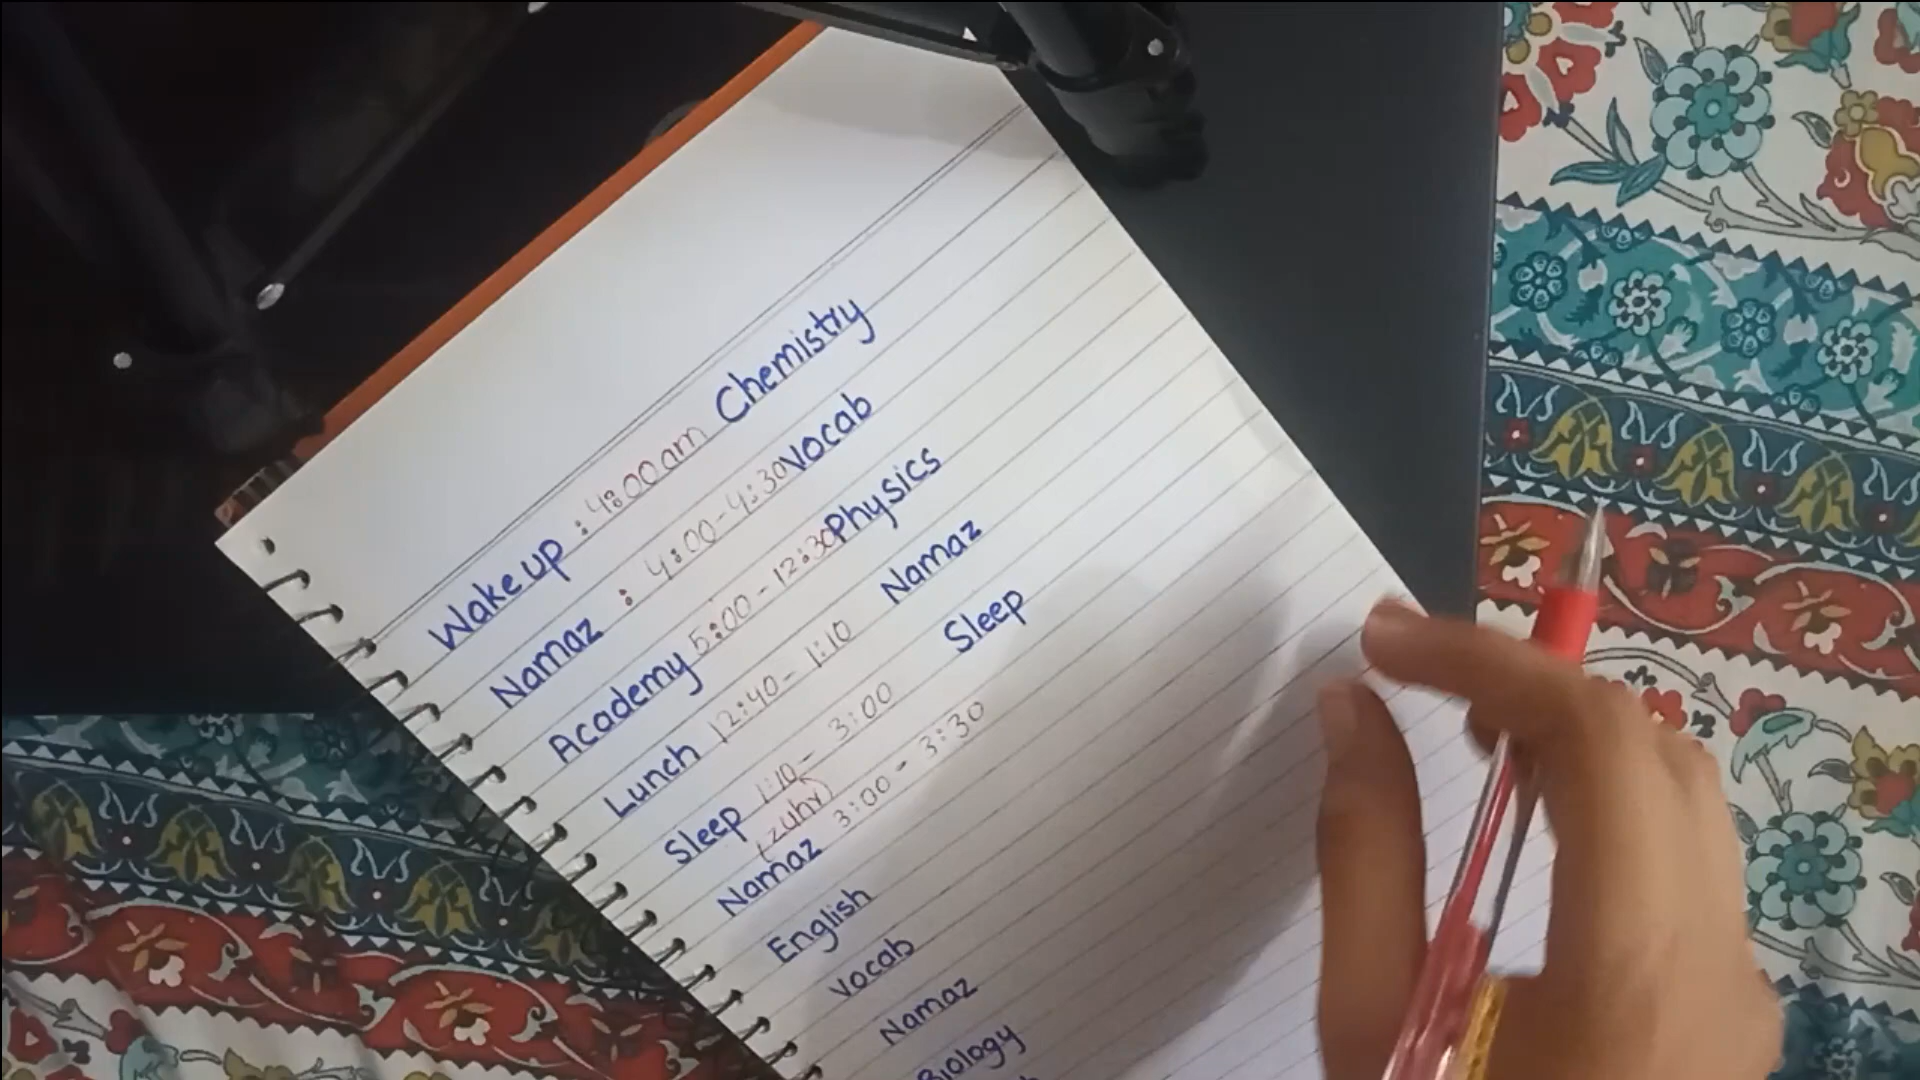 Wake up : 4:00 am Chemistry
Namaz : 4:00-4:30 Vocab
Academy 5:00 - 12:30 Physics
Lunch 12:40 - 1:10 Namaz
Sleep 1:10 - 3:00 Sleep
(zuhr)
Namaz 3:00 - 3:30
English
Vocab
Namaz
Biology